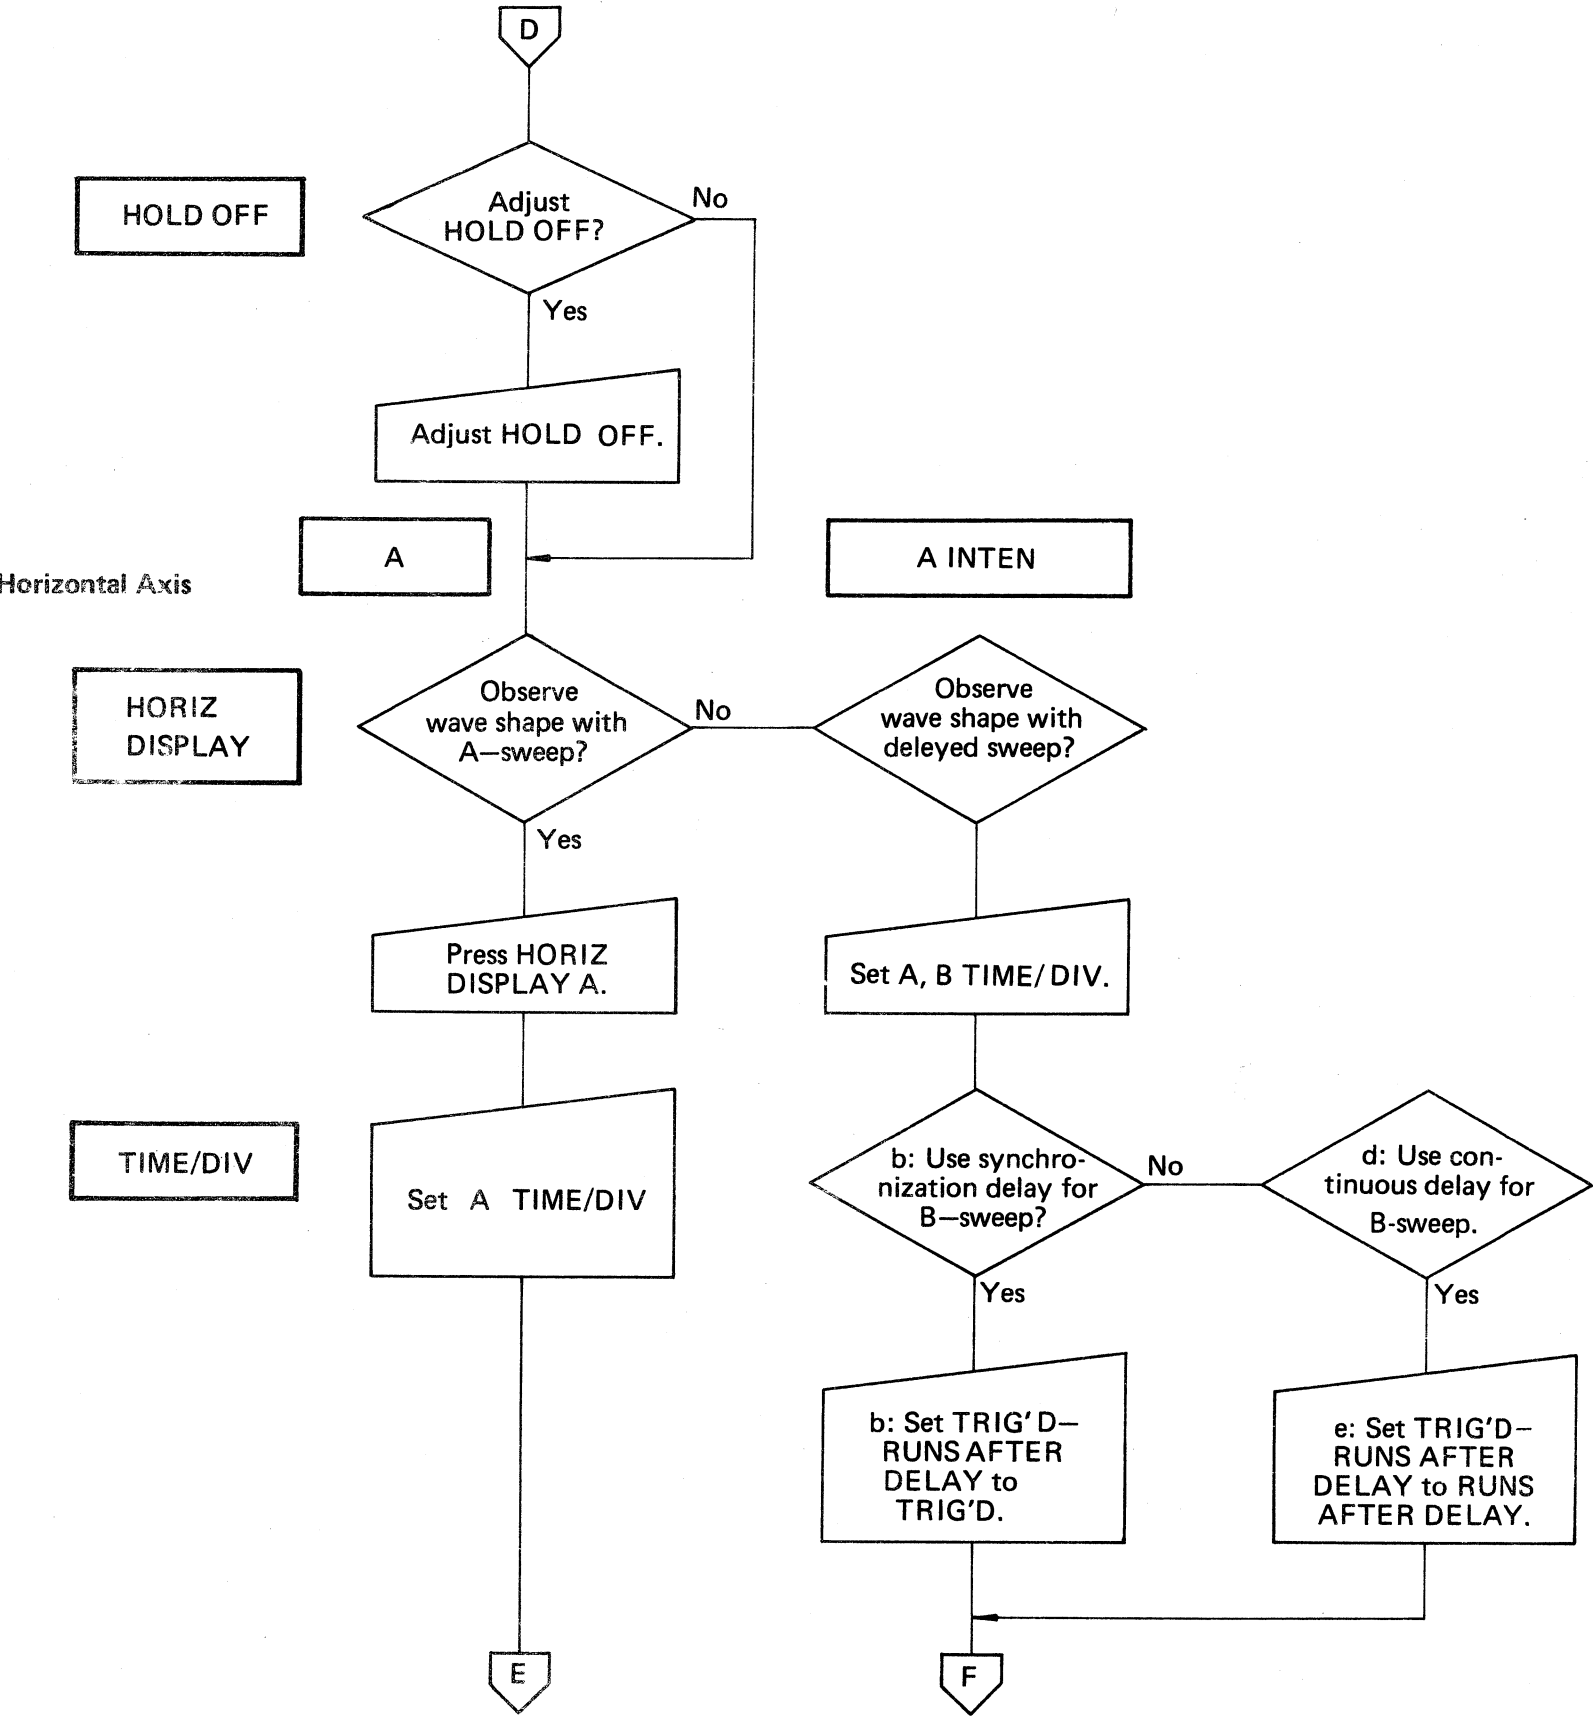 D
HOLD OFF
Adjust
HOLD OFF?
No
Yes
Adjust HOLD OFF.
A
A INTEN
Horizontal Axis
HORIZ
DISPLAY
Observe
wave shape with
A—sweep?
No
Observe
wave shape with
deleyed sweep?
Yes
Press HORIZ
DISPLAY A.
Set A, B TIME/DIV.
TIME/DIV
Set A TIME/DIV
b: Use synchro-
nization delay for
B—sweep?
No
d: Use con-
tinuous delay for
B-sweep.
Yes
Yes
b: Set TRIG'D—
RUNS AFTER
DELAY to
TRIG'D.
e: Set TRIG'D—
RUNS AFTER
DELAY to RUNS
AFTER DELAY.
E
F